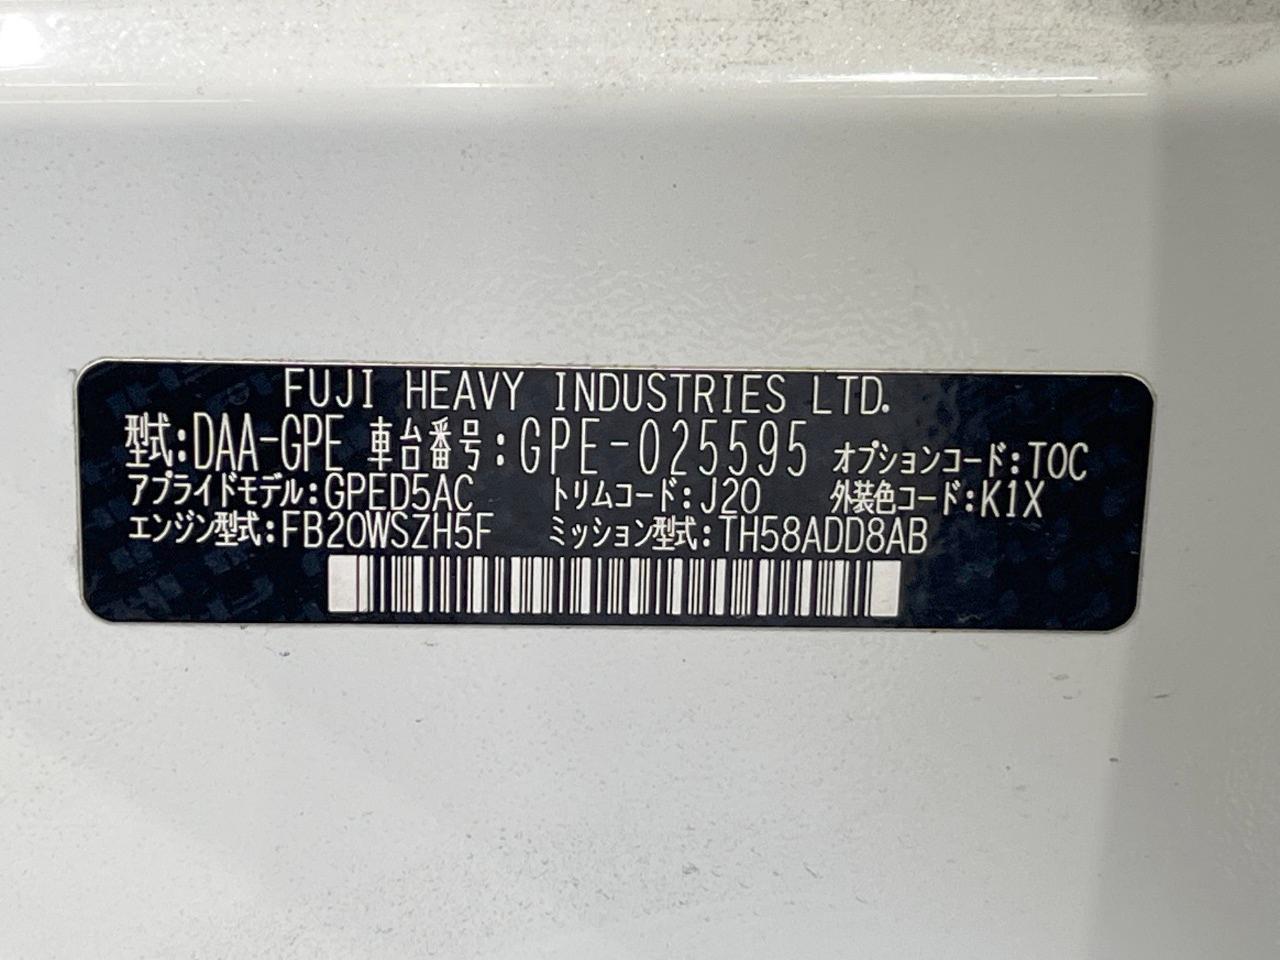 FUJI HEAVY INDUSTRIES LTD.
型式:DAA-GPE 車台番号:GPE-025595 オプションコード:TOC
アプライドモデル:GPED5AC トリムコード:J20 外装色コード:K1X
エンジン型式:FB20WSZH5F ミッション型式:TH58ADD8AB